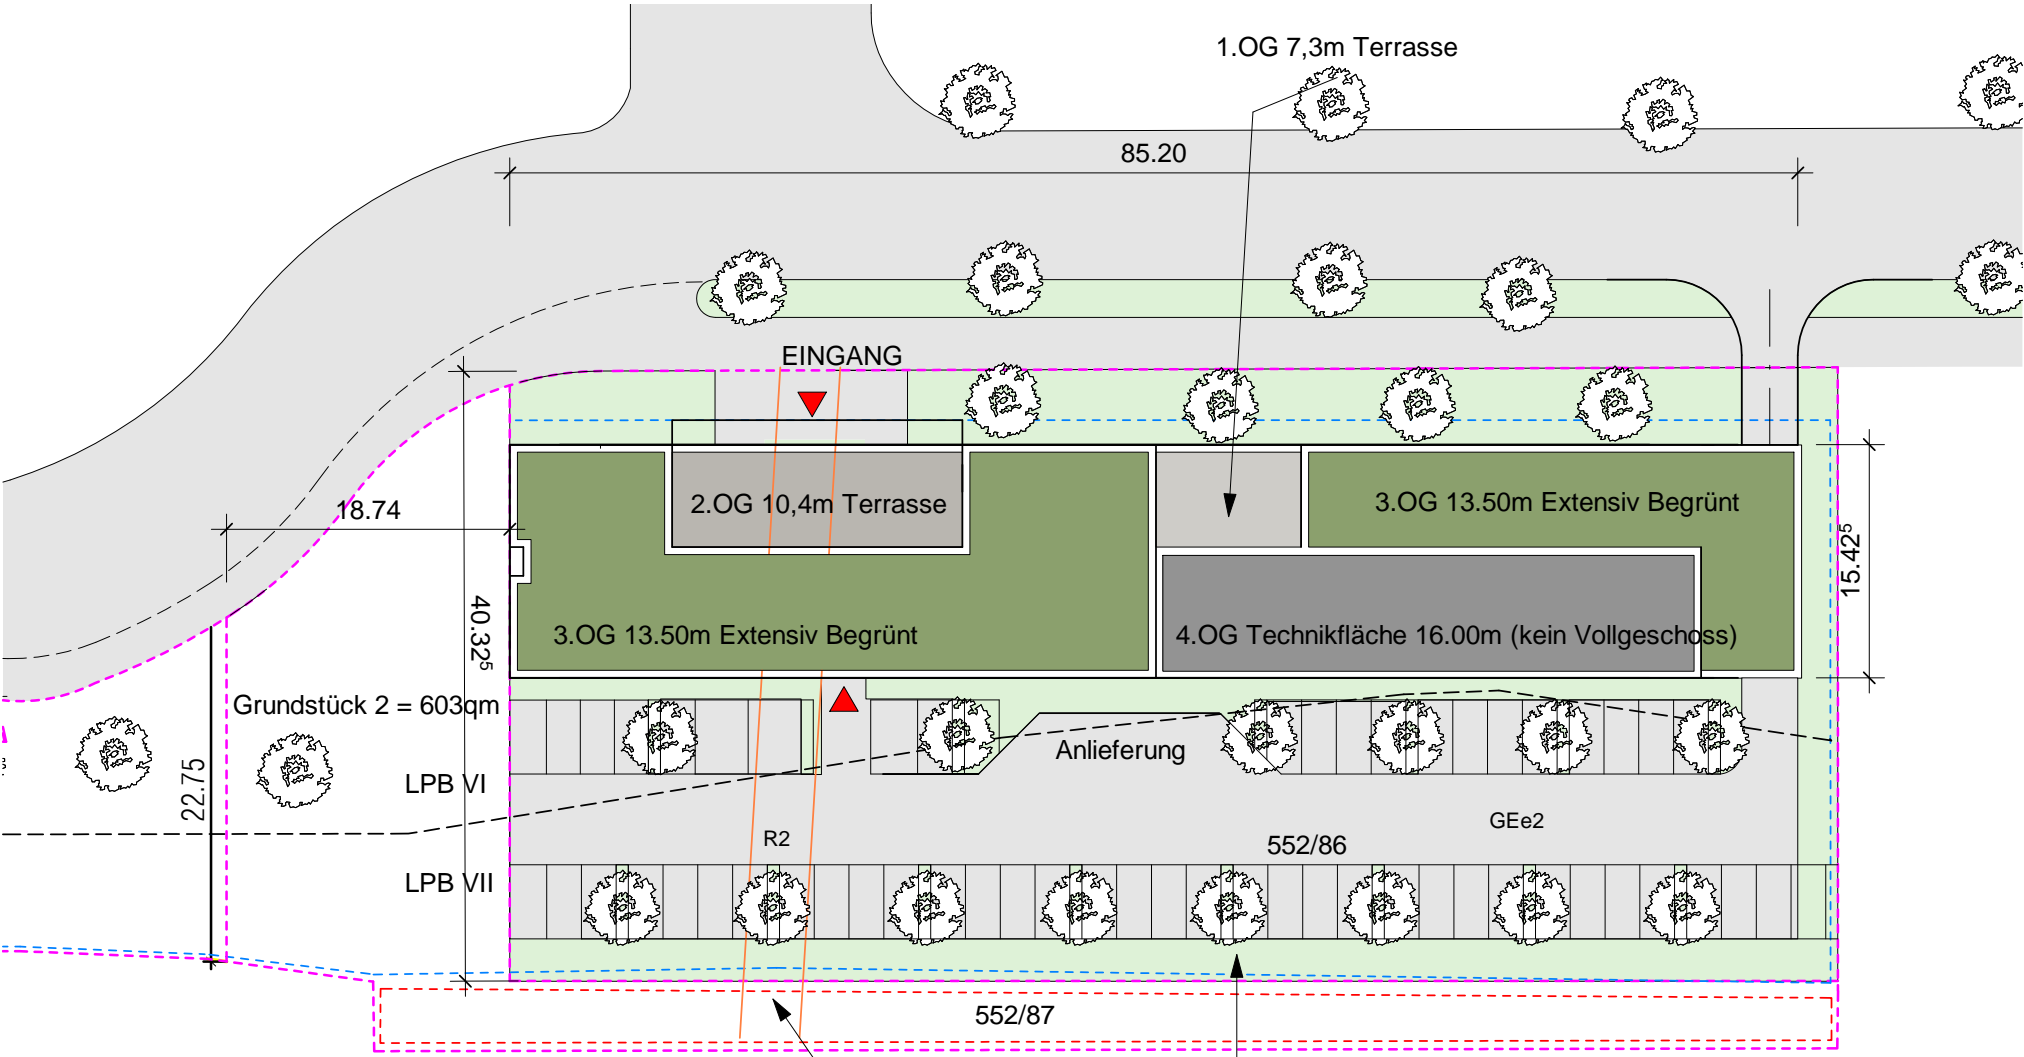 1.OG 7,3m Terrasse
85.20
EINGANG
2.OG 10,4m Terrasse
3.OG 13.50m Extensiv Begrünt
18.74
15.42⁵
40.32⁵
3.OG 13.50m Extensiv Begrünt
4.OG Technikfläche 16.00m (kein Vollgeschoss)
Grundstück 2 = 603qm
Anlieferung
22.75
LPB VI
R2
GEe2
552/86
LPB VII
552/87